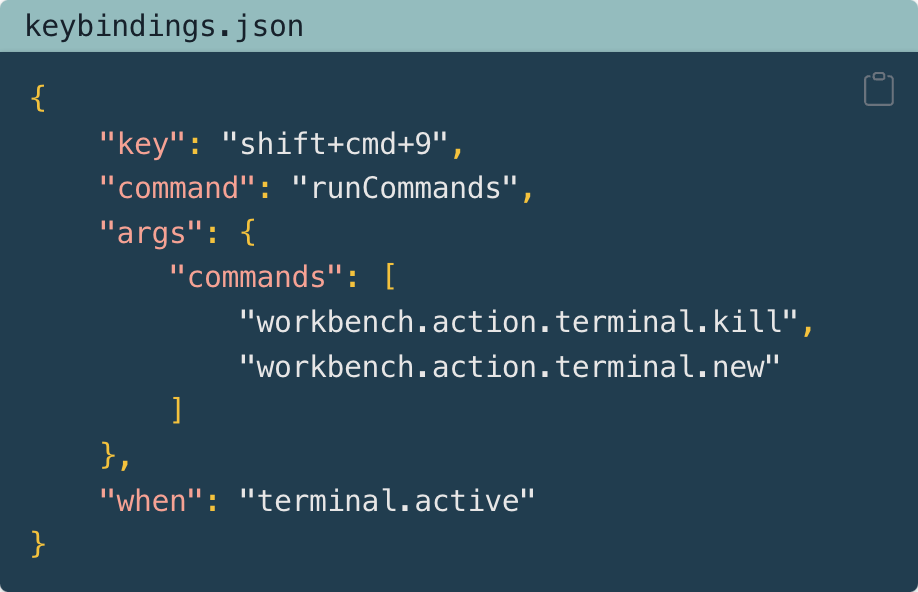 keybindings.json
{
    "key": "shift+cmd+9",
    "command": "runCommands",
    "args": {
        "commands": [
            "workbench.action.terminal.kill",
            "workbench.action.terminal.new"
        ]
    },
    "when": "terminal.active"
}